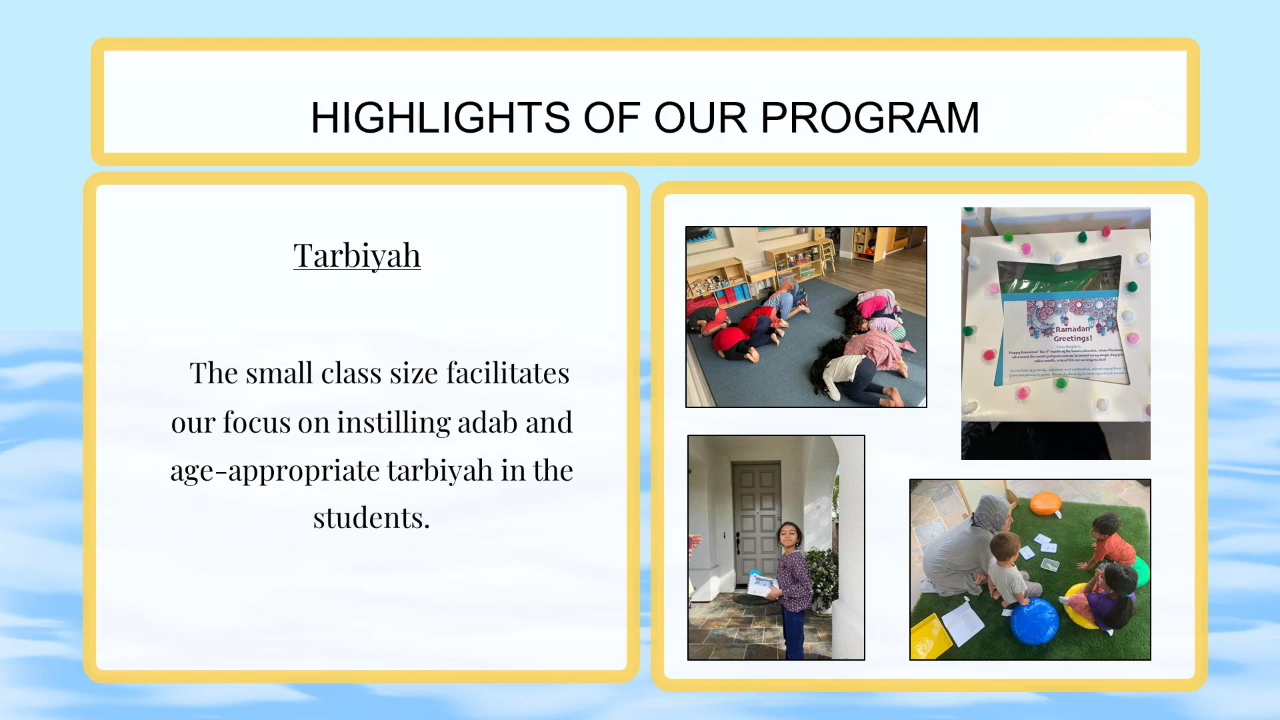 HIGHLIGHTS OF OUR PROGRAM
Tarbiyah
The small class size facilitates
our focus on instilling adab and
age-appropriate tarbiyah in the
students.
Ramadan
Greetings!